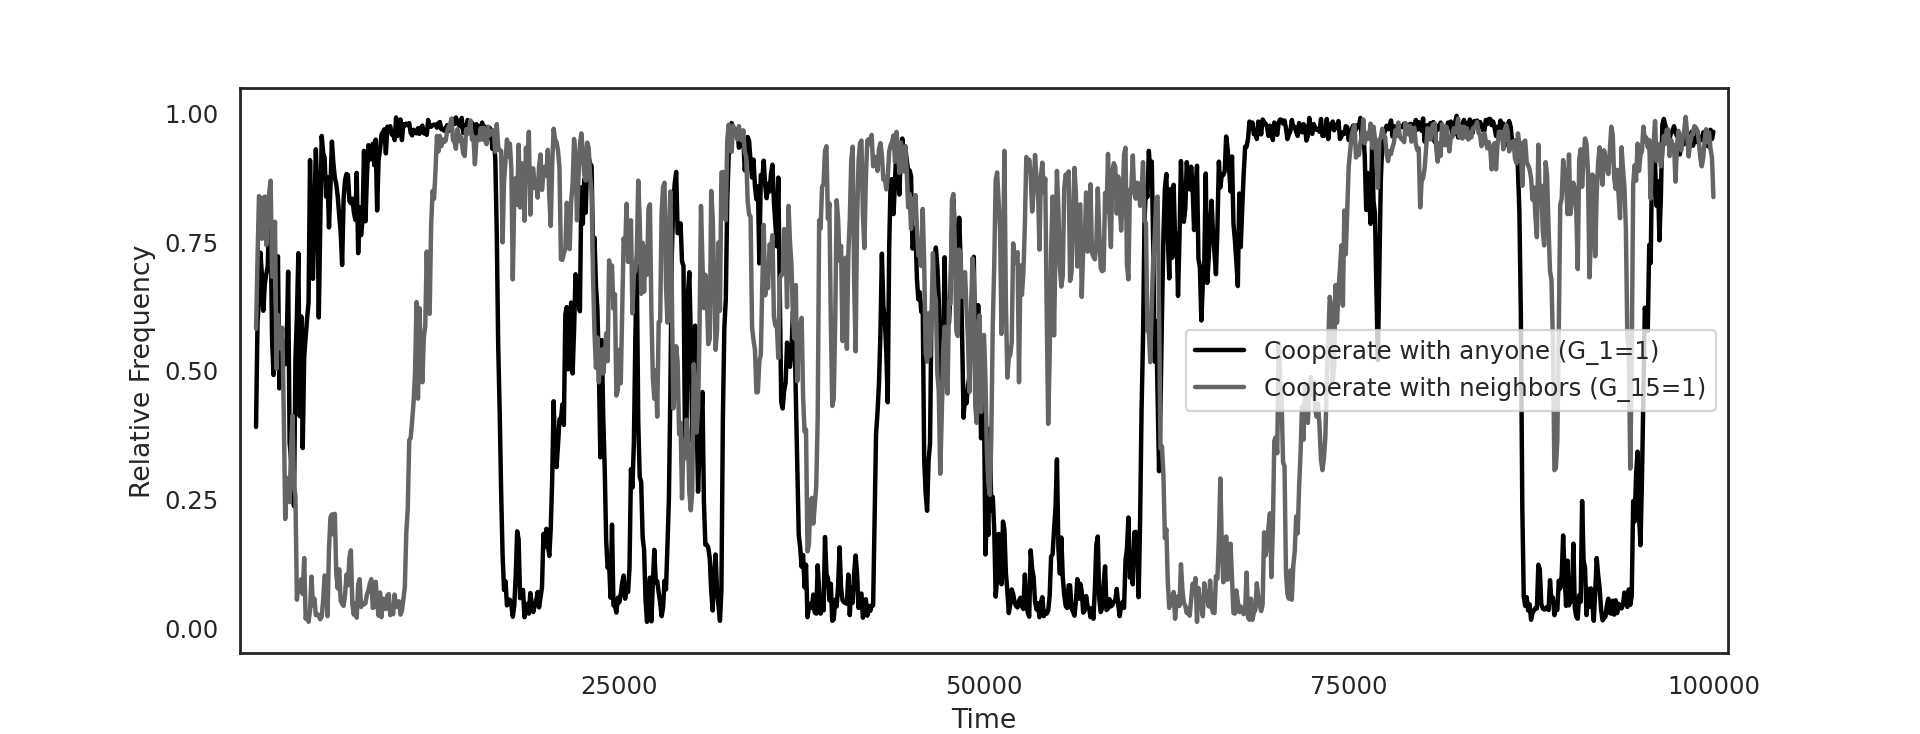 1.00
0.75
0.50
0.25
0.00
Relative Frequency
Cooperate with anyone (G_1=1)
Cooperate with neighbors (G_15=1)
25000 50000 75000 100000
Time